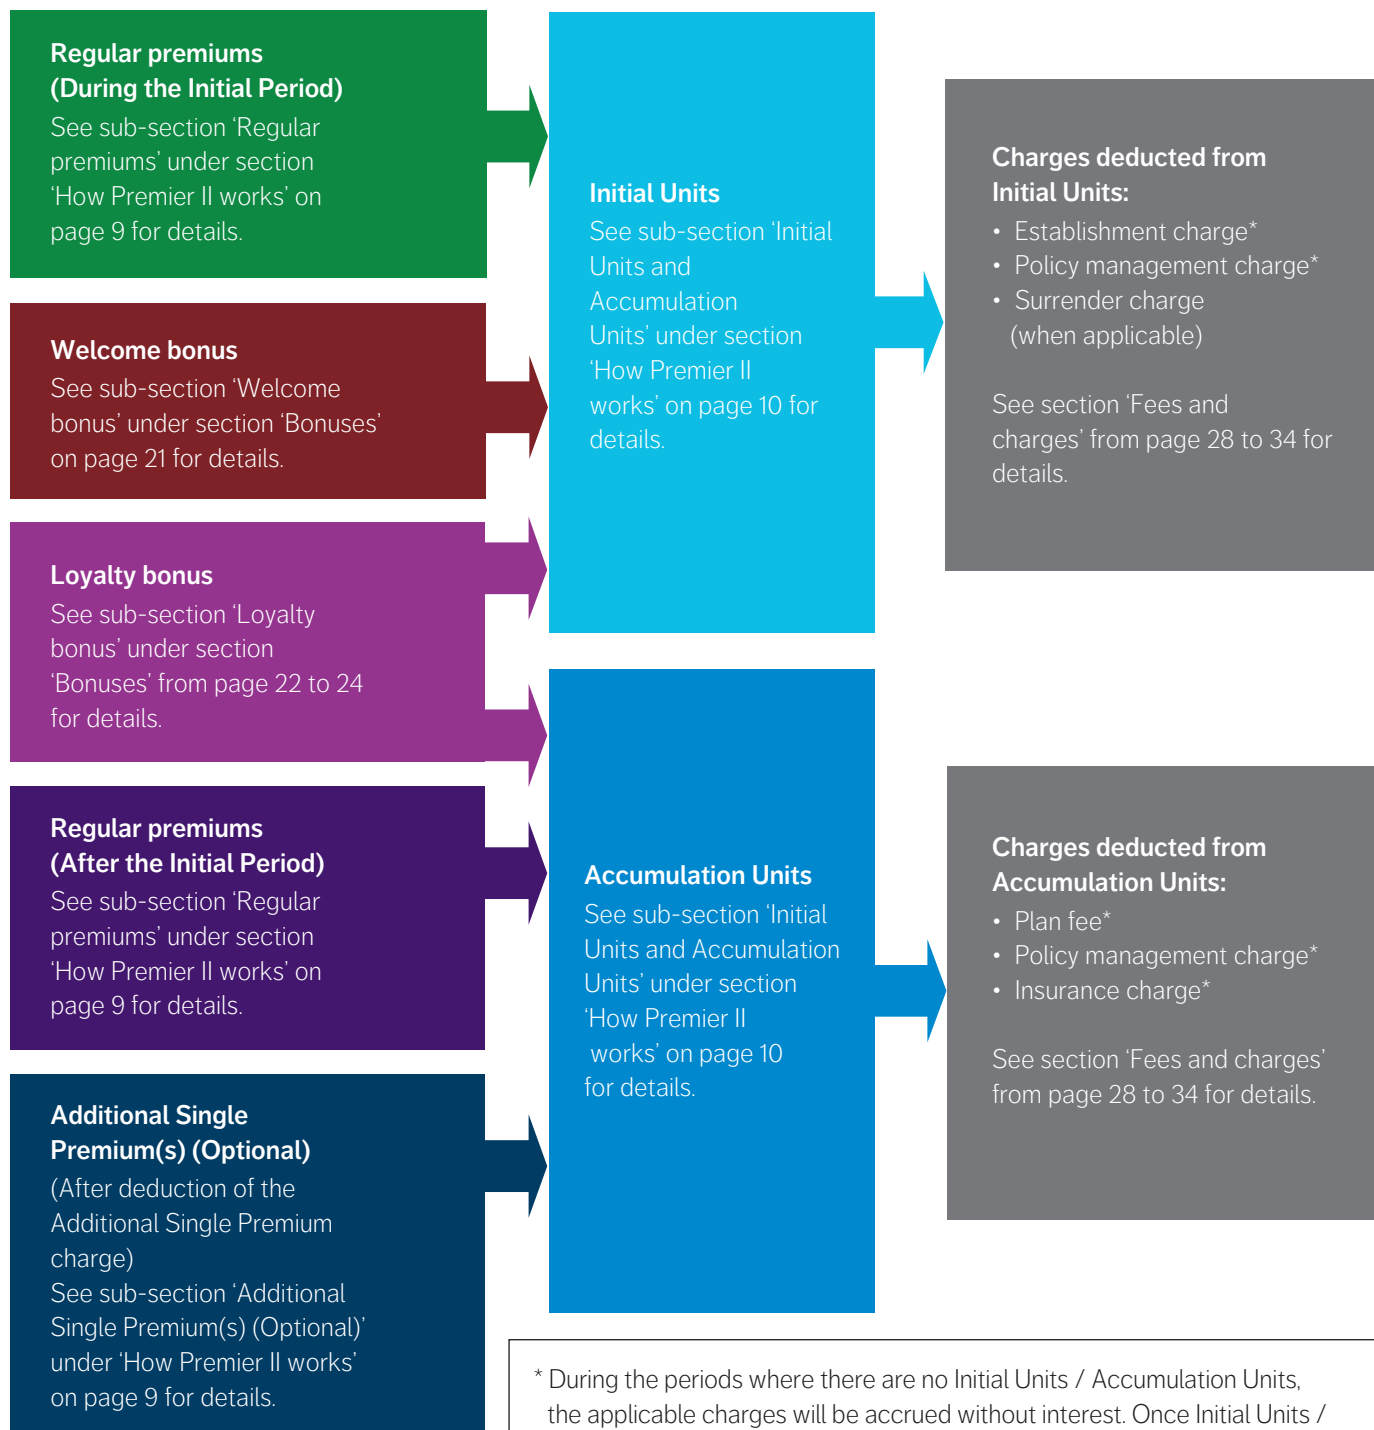 Regular premiums
(During the Initial Period)
See sub-section ‘Regular
premiums’ under section
‘How Premier II works’ on
page 9 for details.
Welcome bonus
See sub-section ‘Welcome
bonus’ under section ‘Bonuses’
on page 21 for details.
Loyalty bonus
See sub-section ‘Loyalty
bonus’ under section
‘Bonuses’ from page 22 to 24
for details.
Regular premiums
(After the Initial Period)
See sub-section ‘Regular
premiums’ under section
‘How Premier II works’ on
page 9 for details.
Additional Single
Premium(s) (Optional)
(After deduction of the
Additional Single Premium
charge)
See sub-section ‘Additional
Single Premium(s) (Optional)’
under ‘How Premier II works’
on page 9 for details.
Initial Units
See sub-section ‘Initial
Units and
Accumulation
Units’ under section
‘How Premier II
works’ on page 10 for
details.
Accumulation Units
See sub-section ‘Initial
Units and Accumulation
Units’ under section
‘How Premier II
works’ on page 10
for details.
Charges deducted from
Initial Units:
• Establishment charge*
• Policy management charge*
• Surrender charge
(when applicable)
See section ‘Fees and
charges’ from page 28 to 34 for
details.
Charges deducted from
Accumulation Units:
• Plan fee*
• Policy management charge*
• Insurance charge*
See section ‘Fees and charges’
from page 28 to 34 for details.
* During the periods where there are no Initial Units / Accumulation Units,
the applicable charges will be accrued without interest. Once Initial Units /